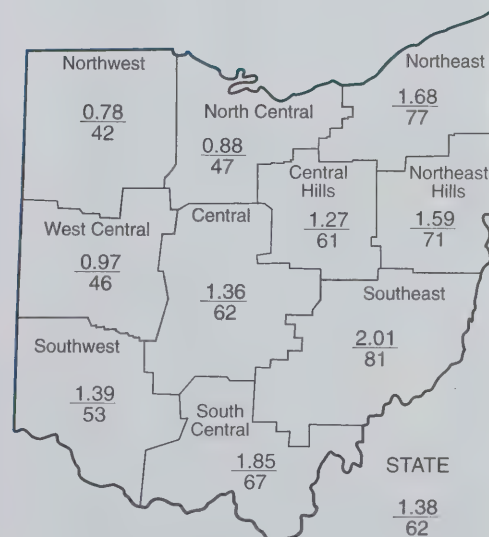 Northwest
0.78
42
North Central
0.88
47
Northeast
1.68
77
Central
Hills
1.27
61
Northeast
Hills
1.59
71
West Central
0.97
46
Central
1.36
62
Southeast
2.01
81
Southwest
1.39
53
South
Central
1.85
67
STATE
1.38
62